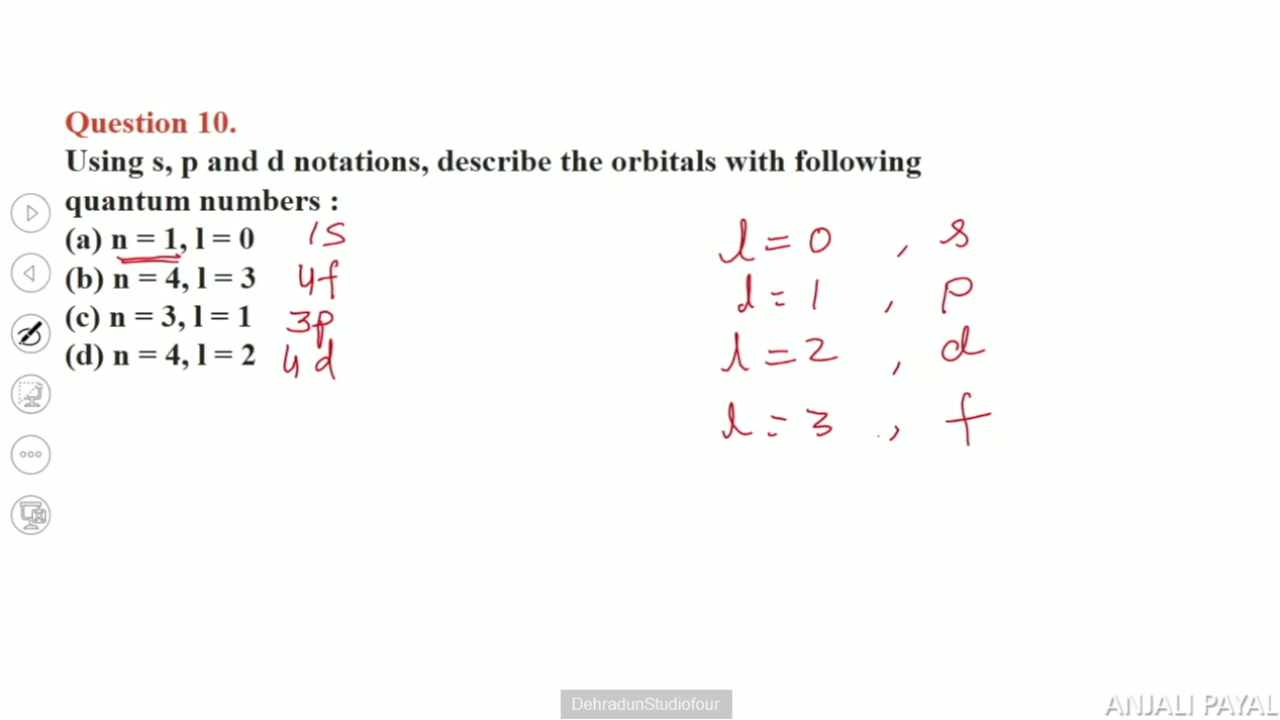 Question 10.
Using s, p and d notations, describe the orbitals with following
quantum numbers :
(a) n = 1, l = 0 1s
(b) n = 4, l = 3 4f
(c) n = 3, l = 1 3p
(d) n = 4, l = 2 4d
l = 0 , s
l = 1 , p
l = 2 , d
l = 3 , f
DehradunStudiofour
ANJALI PAYAL